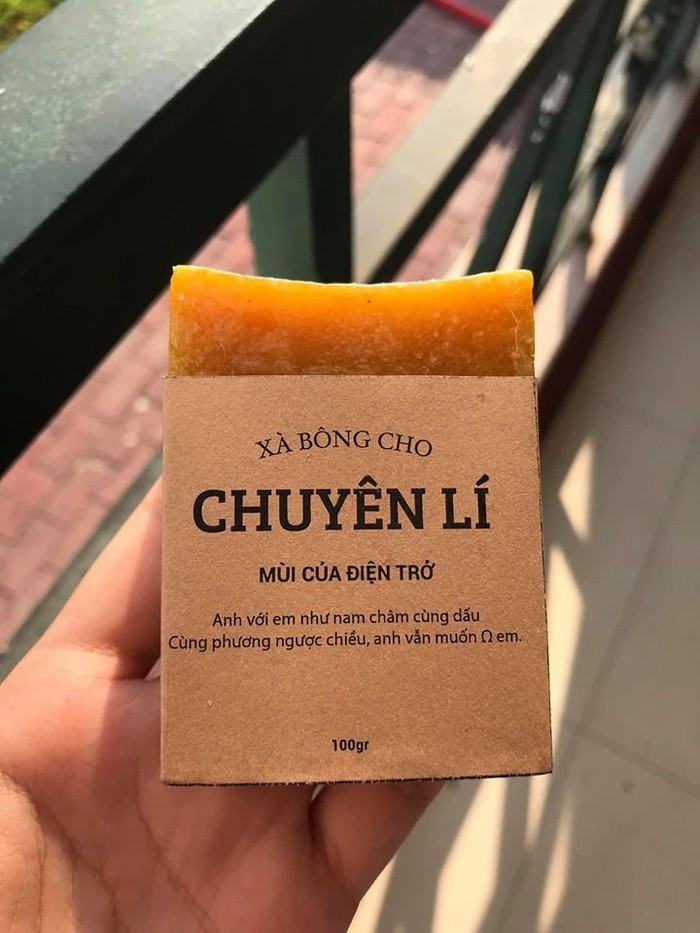 XÀ BÔNG CHO
CHUYÊN LÍ
MÙI CỦA ĐIỆN TRỞ
Anh với em như nam châm cùng dấu
Cùng phương ngược chiều, anh vẫn muốn Ω em.
100gr